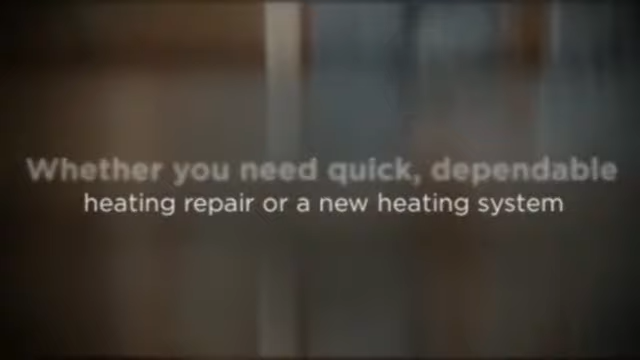 Whether you need quick, dependable
heating repair or a new heating system